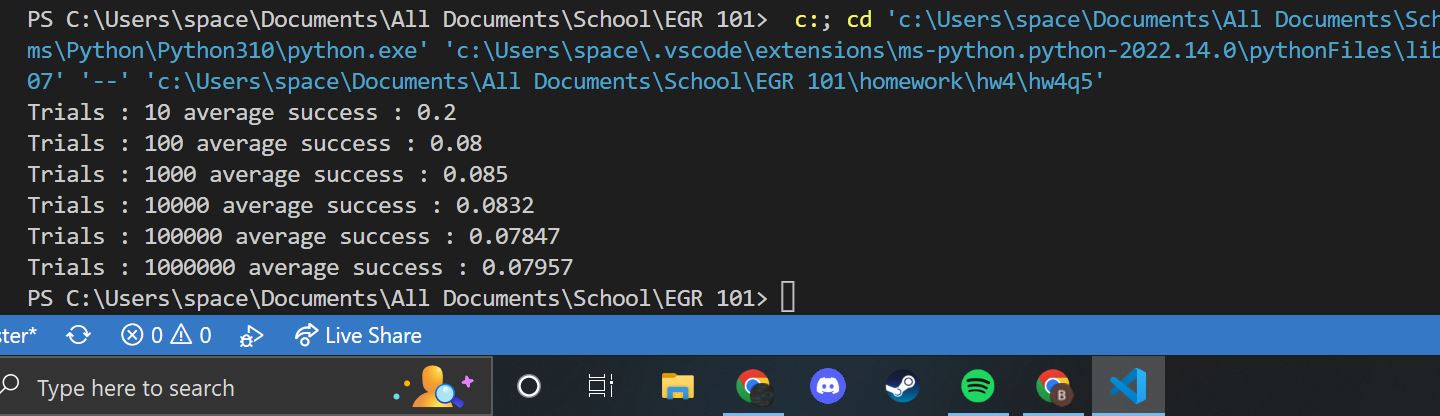 PS C:\Users\space\Documents\All Documents\School\EGR 101>  c:; cd 'c:\Users\space\Documents\All Documents\Sch
ms\Python\Python310\python.exe' 'c:\Users\space\.vscode\extensions\ms-python.python-2022.14.0\pythonFiles\lib
07' '--' 'c:\Users\space\Documents\All Documents\School\EGR 101\homework\hw4\hw4q5'
Trials : 10 average success : 0.2
Trials : 100 average success : 0.08
Trials : 1000 average success : 0.085
Trials : 10000 average success : 0.0832
Trials : 100000 average success : 0.07847
Trials : 1000000 average success : 0.07957
PS C:\Users\space\Documents\All Documents\School\EGR 101>
ter* 0 0 Live Share
Type here to search B